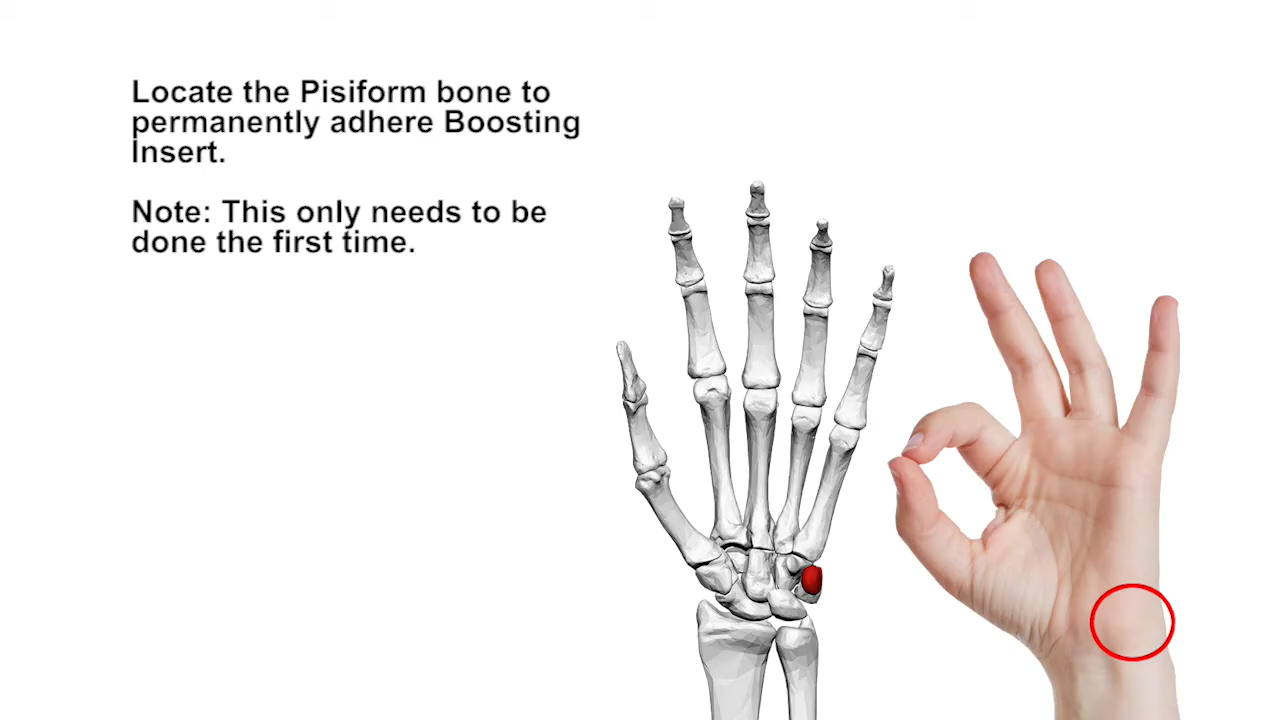 Locate the Pisiform bone to
permanently adhere Boosting
Insert.
Note: This only needs to be
done the first time.